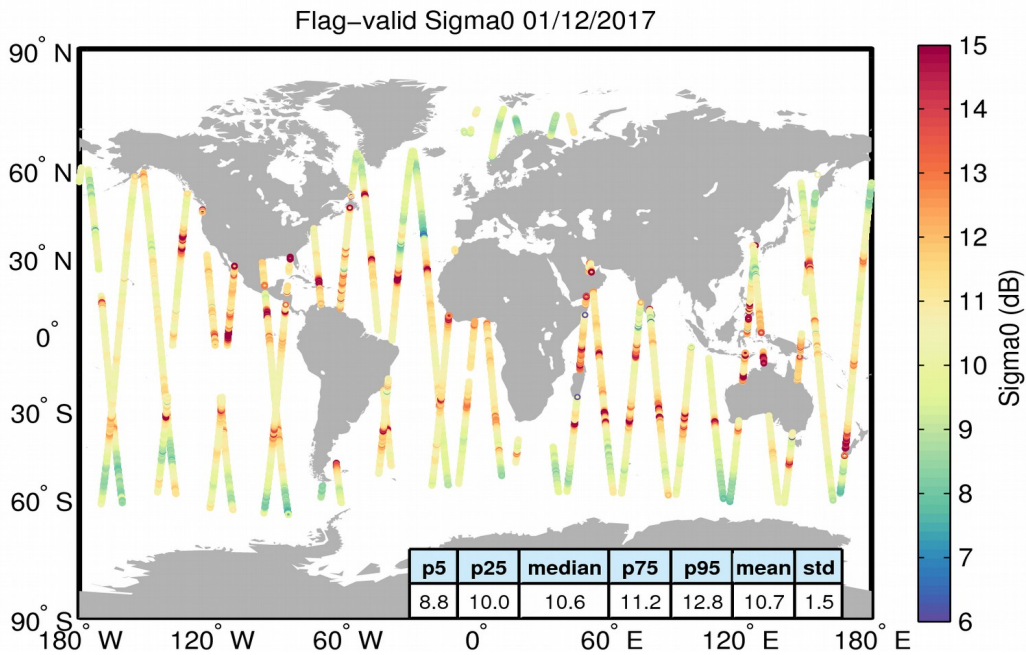 Flag−valid Sigma0 01/12/2017
90° N
60° N
30° N
0°
30° S
60° S
90° S
180° W
120° W
60° W
0°
60° E
120° E
180° E
p5 p25 median p75 p95 mean std
8.8 10.0 10.6 11.2 12.8 10.7 1.5
15
14
13
12
11
10
9
8
7
6
Sigma0 (dB)